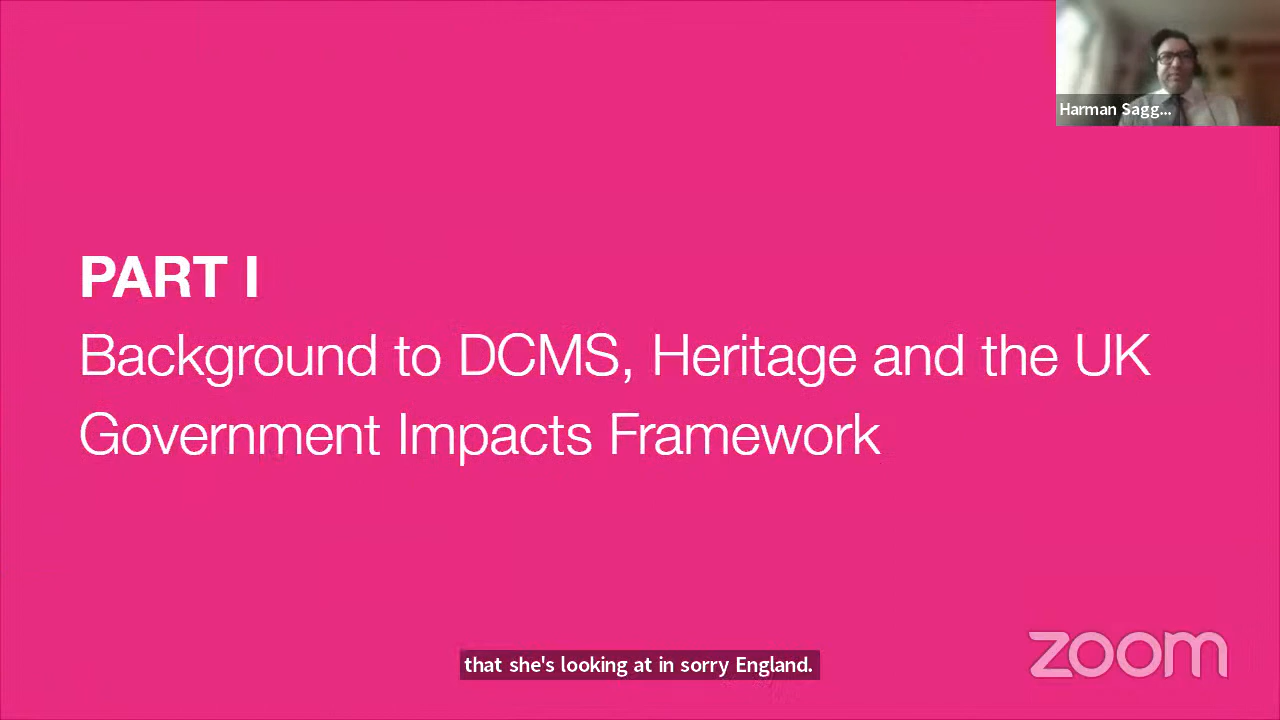 Harman Sagg...
PART I
Background to DCMS, Heritage and the UK
Government Impacts Framework
that she's looking at in sorry England.
zoom